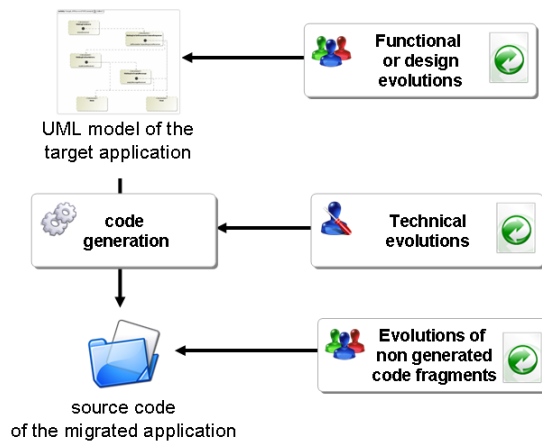 Functional
or design
evolutions
UML model of the
target application
code
generation
Technical
evolutions
Evolutions of
non generated
code fragments
source code
of the migrated application